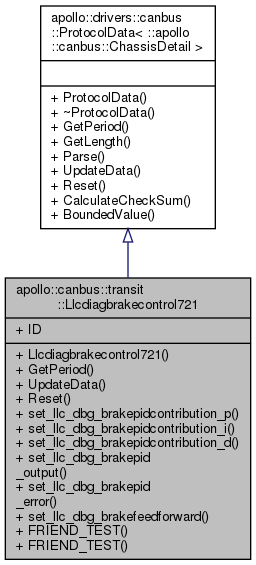 apollo::drivers::canbus
::ProtocolData< ::apollo
::canbus::ChassisDetail >
+ ProtocolData()
+ ~ProtocolData()
+ GetPeriod()
+ GetLength()
+ Parse()
+ UpdateData()
+ Reset()
+ CalculateCheckSum()
+ BoundedValue()
apollo::canbus::transit
::Llcdiagbrakecontrol721
+ ID
+ Llcdiagbrakecontrol721()
+ GetPeriod()
+ UpdateData()
+ Reset()
+ set_llc_dbg_brakepidcontribution_p()
+ set_llc_dbg_brakepidcontribution_i()
+ set_llc_dbg_brakepidcontribution_d()
+ set_llc_dbg_brakepid
_output()
+ set_llc_dbg_brakepid
_error()
+ set_llc_dbg_brakefeedforward()
+ FRIEND_TEST()
+ FRIEND_TEST()